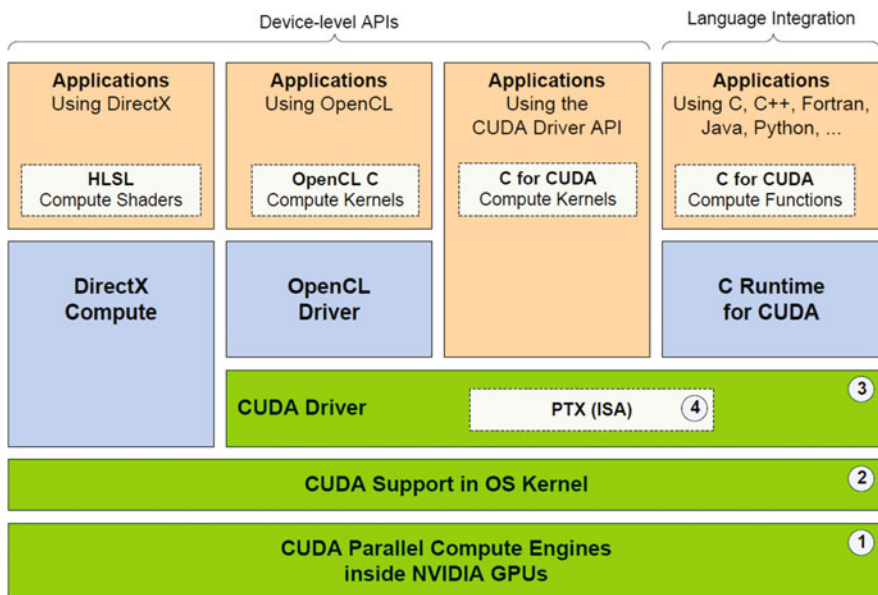 Device-level APIs
Language Integration
Applications
Using DirectX
HLSL
Compute Shaders
Applications
Using OpenCL
OpenCL C
Compute Kernels
Applications
Using the
CUDA Driver API
C for CUDA
Compute Kernels
Applications
Using C, C++, Fortran,
Java, Python, ...
C for CUDA
Compute Functions
DirectX
Compute
OpenCL
Driver
C Runtime
for CUDA
CUDA Driver
PTX (ISA)
4
3
CUDA Support in OS Kernel
2
CUDA Parallel Compute Engines
inside NVIDIA GPUs
1